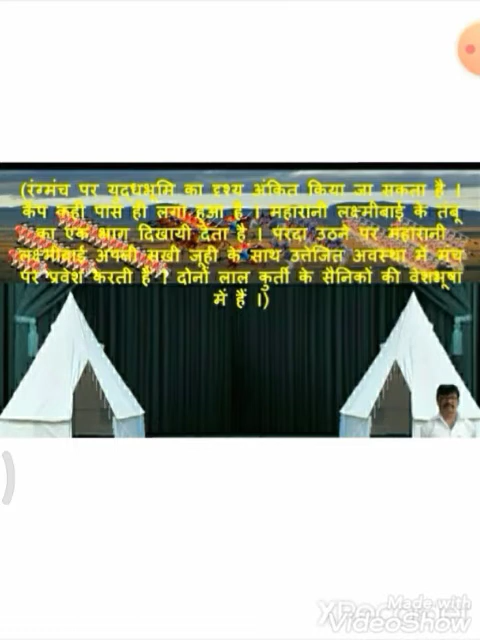 (रंगमंच पर युद्धभूमि का दृश्य अंकित किया जा सकता है ।
कैंप कहीं पास ही लगा हुआ है । महारानी लक्ष्मीबाई के तंबू
का एक भाग दिखायी देता है । परदा उठने पर महारानी
लक्ष्मीबाई अपनी सखी जूही के साथ उत्तेजित अवस्था में मंच
पर प्रवेश करती है । दोनों लाल कुर्ती के सैनिकों की वेशभूषा
में हैं ।)
Made with
VideoShow